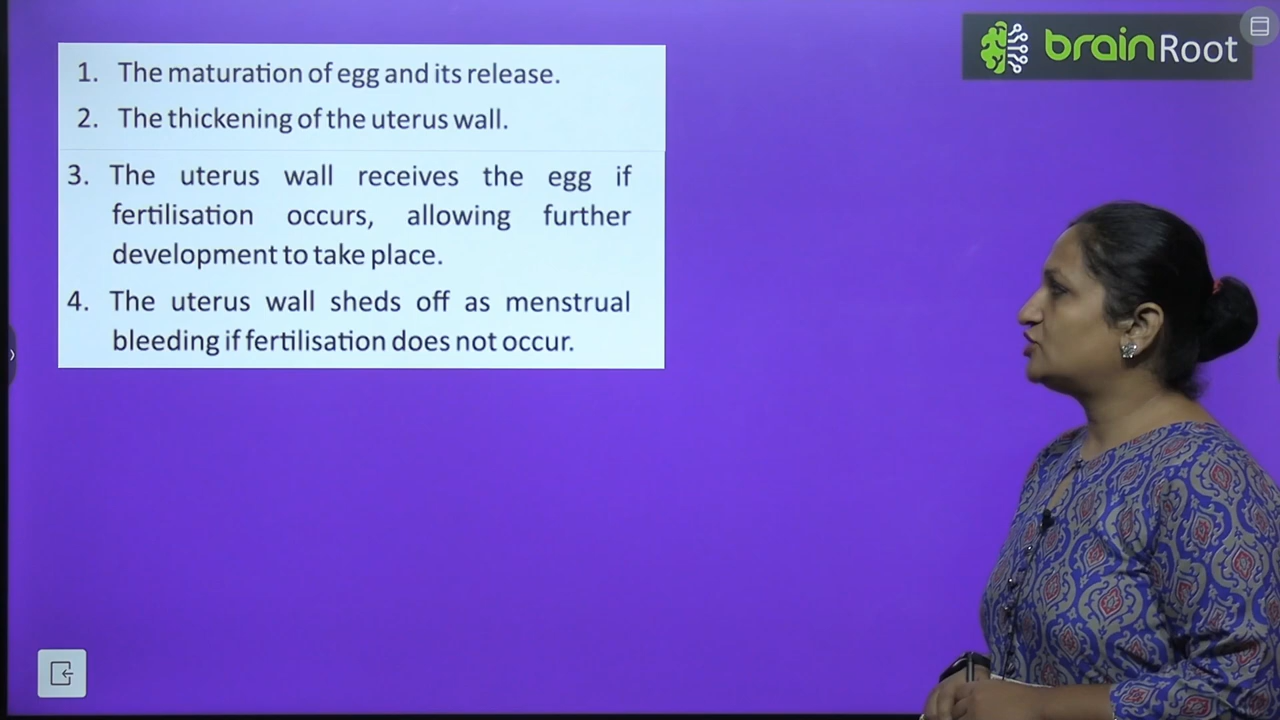 brainRoot
1. The maturation of egg and its release.
2. The thickening of the uterus wall.
3. The uterus wall receives the egg if
fertilisation occurs, allowing further
development to take place.
4. The uterus wall sheds off as menstrual
bleeding if fertilisation does not occur.